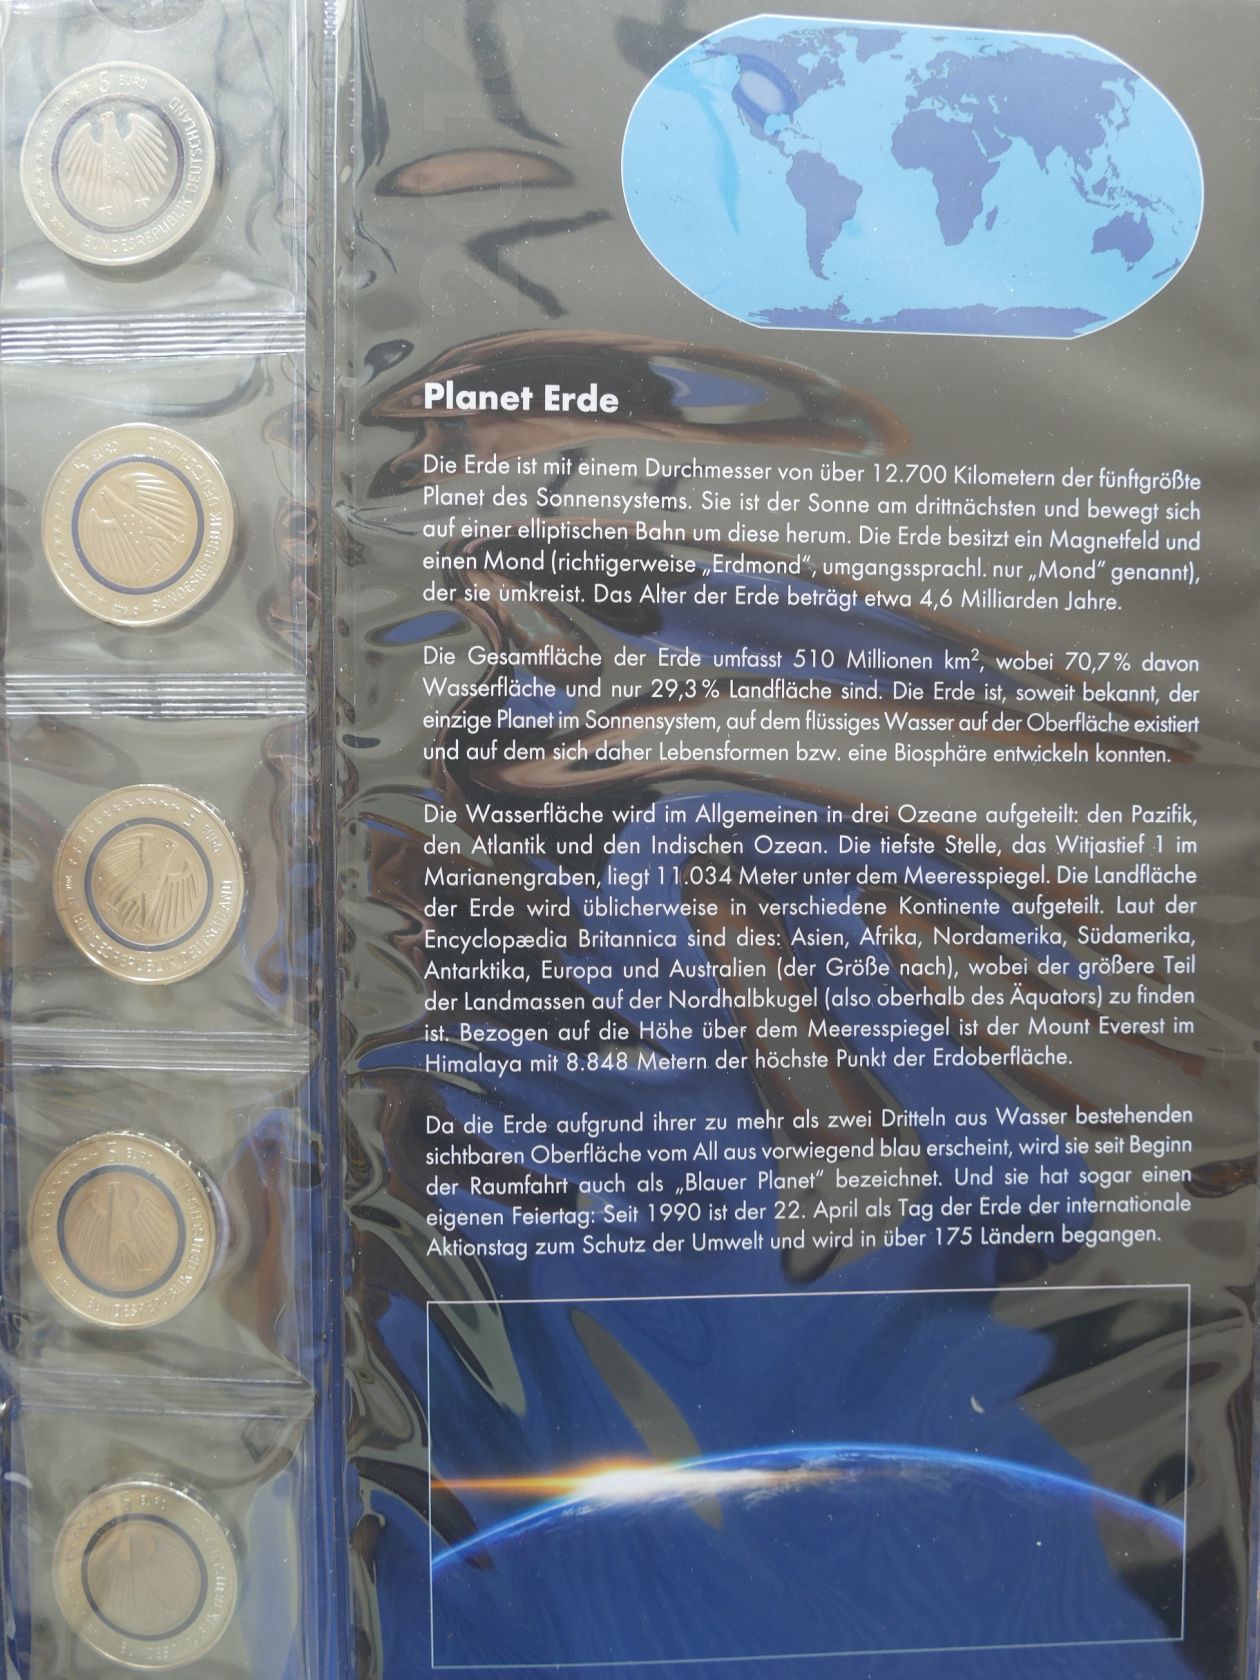 5 EURO
BUNDESREPUBLIK DEUTSCHLAND
5 EURO
BUNDESREPUBLIK DEUTSCHLAND
5 EURO
BUNDESREPUBLIK DEUTSCHLAND
5 EURO
BUNDESREPUBLIK
EURO
Planet Erde
Die Erde ist mit einem Durchmesser von über 12.700 Kilometern der fünftgrößte
Planet des Sonnensystems. Sie ist der Sonne am drittnächsten und bewegt sich
auf einer elliptischen Bahn um diese herum. Die Erde besitzt ein Magnetfeld und
einen Mond (richtigerweise „Erdmond“, umgangssprachl. nur „Mond“ genannt),
der sie umkreist. Das Alter der Erde beträgt etwa 4,6 Milliarden Jahre.
Die Gesamtfläche der Erde umfasst 510 Millionen km², wobei 70,7% davon
Wasserfläche und nur 29,3% Landfläche sind. Die Erde ist, soweit bekannt, der
einzige Planet im Sonnensystem, auf dem flüssiges Wasser auf der Oberfläche existiert
und auf dem sich daher Lebensformen bzw. eine Biosphäre entwickeln konnten.
Die Wasserfläche wird im Allgemeinen in drei Ozeane aufgeteilt: den Pazifik,
den Atlantik und den Indischen Ozean. Die tiefste Stelle, das Witjastief 1 im
Marianengraben, liegt 11.034 Meter unter dem Meeresspiegel. Die Landfläche
der Erde wird üblicherweise in verschiedene Kontinente aufgeteilt. Laut der
Encyclopædia Britannica sind dies: Asien, Afrika, Nordamerika, Südamerika,
Antarktika, Europa und Australien (der Größe nach), wobei der größere Teil
der Landmassen auf der Nordhalbkugel (also oberhalb des Äquators) zu finden
ist. Bezogen auf die Höhe über dem Meeresspiegel ist der Mount Everest im
Himalaya mit 8.848 Metern der höchste Punkt der Erdoberfläche.
Da die Erde aufgrund ihrer zu mehr als zwei Dritteln aus Wasser bestehenden
sichtbaren Oberfläche vom All aus vorwiegend blau erscheint, wird sie seit Beginn
der Raumfahrt auch als „Blauer Planet“ bezeichnet. Und sie hat sogar einen
eigenen Feiertag: Seit 1990 ist der 22. April als Tag der Erde der internationale
Aktionstag zum Schutz der Umwelt und wird in über 175 Ländern begangen.